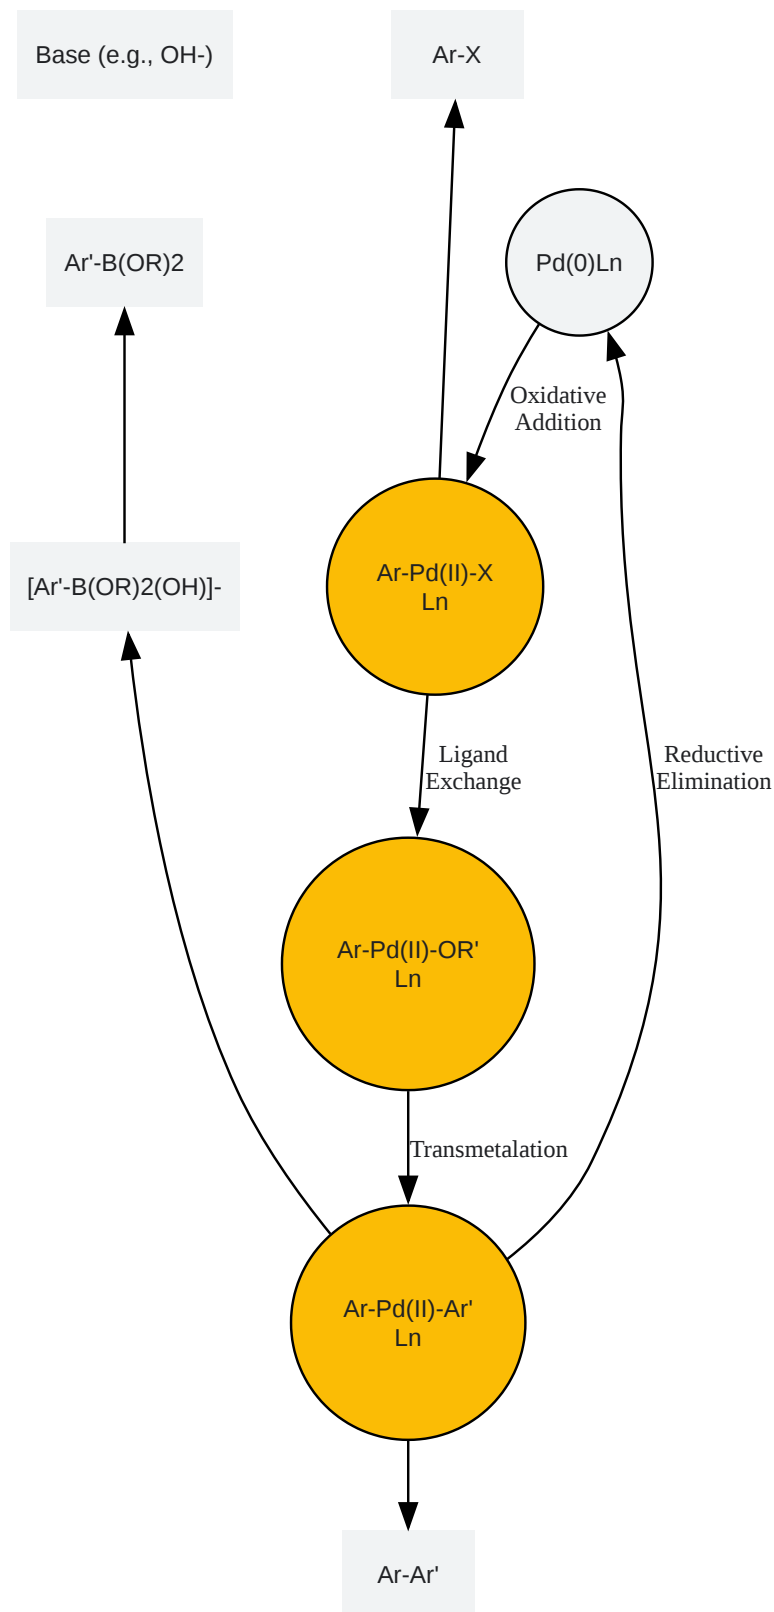 Base (e.g., OH-)
Ar-X
Ar'-B(OR)2
Pd(0)Ln
Oxidative
Addition
[Ar'-B(OR)2(OH)]-
Ar-Pd(II)-X
Ln
Ligand
Exchange
Reductive
Elimination
Ar-Pd(II)-OR'
Ln
Transmetalation
Ar-Pd(II)-Ar'
Ln
Ar-Ar'